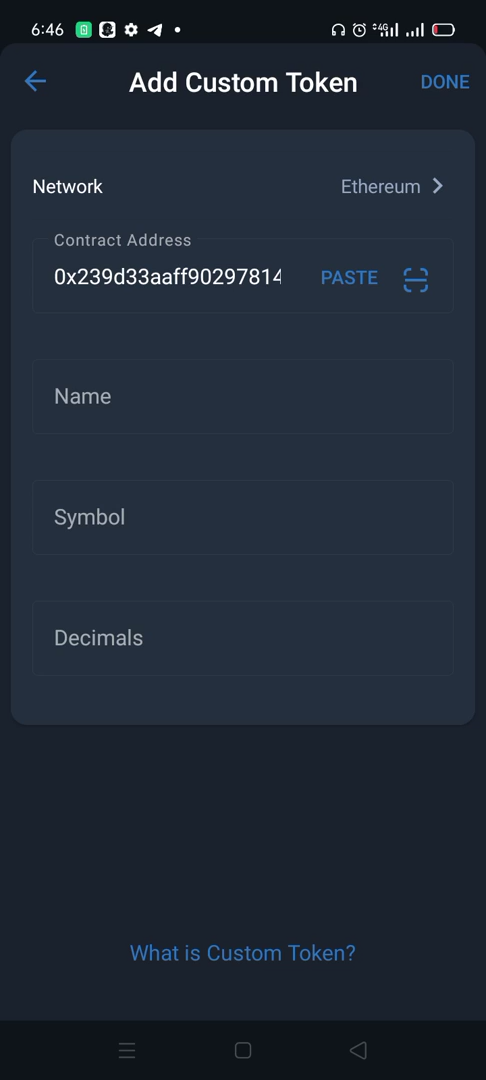 6:46
4G
Add Custom Token
DONE
Network
Ethereum
Contract Address
0x239d33aaff90297814
PASTE
Name
Symbol
Decimals
What is Custom Token?